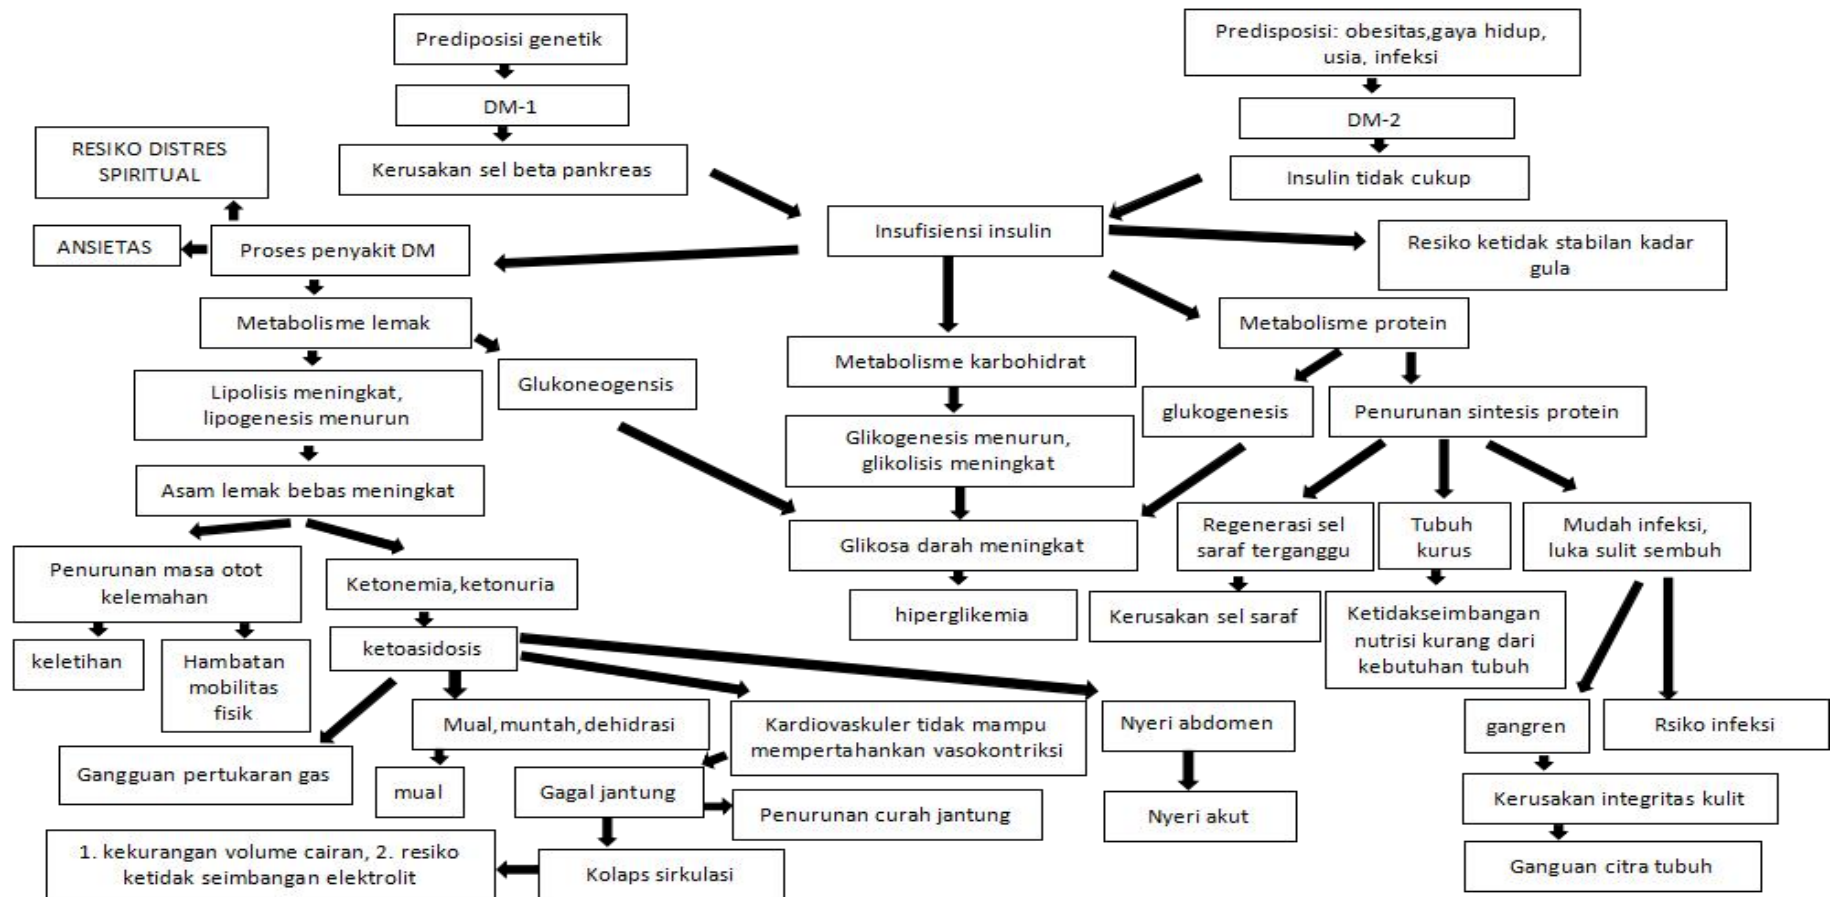 Prediposisi genetik
Predisposisi: obesitas,gaya hidup,
usia, infeksi
DM-1
DM-2
RESIKO DISTRES
SPIRITUAL
Kerusakan sel beta pankreas
Insulin tidak cukup
Insufisiensi insulin
ANSIETAS
Proses penyakit DM
Resiko ketidak stabilan kadar
gula
Metabolisme lemak
Metabolisme protein
Metabolisme karbohidrat
Glukoneogensis
Lipolisis meningkat,
lipogenesis menurun
glukogenesis
Penurunan sintesis protein
Glikogenesis menurun,
glikolisis meningkat
Asam lemak bebas meningkat
Glikosa darah meningkat
Regenerasi sel
saraf terganggu
Tubuh
kurus
Mudah infeksi,
luka sulit sembuh
Penurunan masa otot
kelemahan
Ketonemia,ketonuria
hiperglikemia
Kerusakan sel saraf
Ketidakseimbangan
nutrisi kurang dari
kebutuhan tubuh
keletihan
Hambatan
mobilitas
fisik
ketoasidosis
Mual,muntah,dehidrasi
Kardiovaskuler tidak mampu
mempertahankan vasokontriksi
Nyeri abdomen
gangren
Rsiko infeksi
Gangguan pertukaran gas
mual
Gagal jantung
Penurunan curah jantung
Nyeri akut
Kerusakan integritas kulit
1. kekurangan volume cairan, 2. resiko
ketidak seimbangan elektrolit
Kolaps sirkulasi
Ganguan citra tubuh